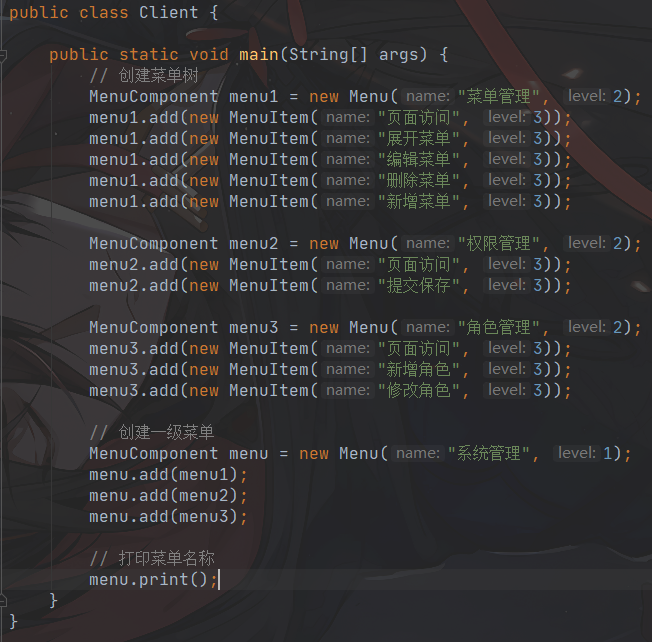 public class Client {
public static void main(String[] args) {
// 创建菜单树
MenuComponent menu1 = new Menu( name: "菜单管理", level: 2);
menu1.add(new MenuItem( name: "页面访问", level: 3));
menu1.add(new MenuItem( name: "展开菜单", level: 3));
menu1.add(new MenuItem( name: "编辑菜单", level: 3));
menu1.add(new MenuItem( name: "删除菜单", level: 3));
menu1.add(new MenuItem( name: "新增菜单", level: 3));
MenuComponent menu2 = new Menu( name: "权限管理", level: 2);
menu2.add(new MenuItem( name: "页面访问", level: 3));
menu2.add(new MenuItem( name: "提交保存", level: 3));
MenuComponent menu3 = new Menu( name: "角色管理", level: 2);
menu3.add(new MenuItem( name: "页面访问", level: 3));
menu3.add(new MenuItem( name: "新增角色", level: 3));
menu3.add(new MenuItem( name: "修改角色", level: 3));
// 创建一级菜单
MenuComponent menu = new Menu( name: "系统管理", level: 1);
menu.add(menu1);
menu.add(menu2);
menu.add(menu3);
// 打印菜单名称
menu.print();
}
}